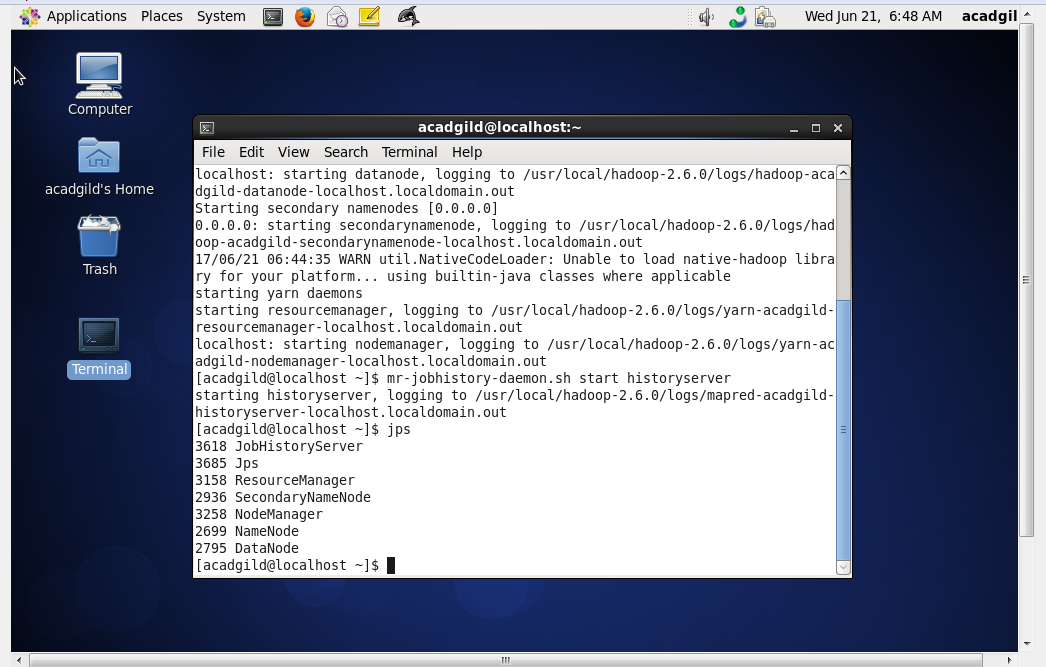 Applications Places System
Wed Jun 21, 6:48 AM acadgil
Computer
acadgild's Home
Trash
Terminal
acadgild@localhost:~
File Edit View Search Terminal Help
localhost: starting datanode, logging to /usr/local/hadoop-2.6.0/logs/hadoop-aca
dgild-datanode-localhost.localdomain.out
Starting secondary namenodes [0.0.0.0]
0.0.0.0: starting secondarynamenode, logging to /usr/local/hadoop-2.6.0/logs/had
oop-acadgild-secondarynamenode-localhost.localdomain.out
17/06/21 06:44:35 WARN util.NativeCodeLoader: Unable to load native-hadoop libra
ry for your platform... using builtin-java classes where applicable
starting yarn daemons
starting resourcemanager, logging to /usr/local/hadoop-2.6.0/logs/yarn-acadgild-
resourcemanager-localhost.localdomain.out
localhost: starting nodemanager, logging to /usr/local/hadoop-2.6.0/logs/yarn-ac
adgild-nodemanager-localhost.localdomain.out
[acadgild@localhost ~]$ mr-jobhistory-daemon.sh start historyserver
starting historyserver, logging to /usr/local/hadoop-2.6.0/logs/mapred-acadgild-
historyserver-localhost.localdomain.out
[acadgild@localhost ~]$ jps
3618 JobHistoryServer
3685 Jps
3158 ResourceManager
2936 SecondaryNameNode
3258 NodeManager
2699 NameNode
2795 DataNode
[acadgild@localhost ~]$